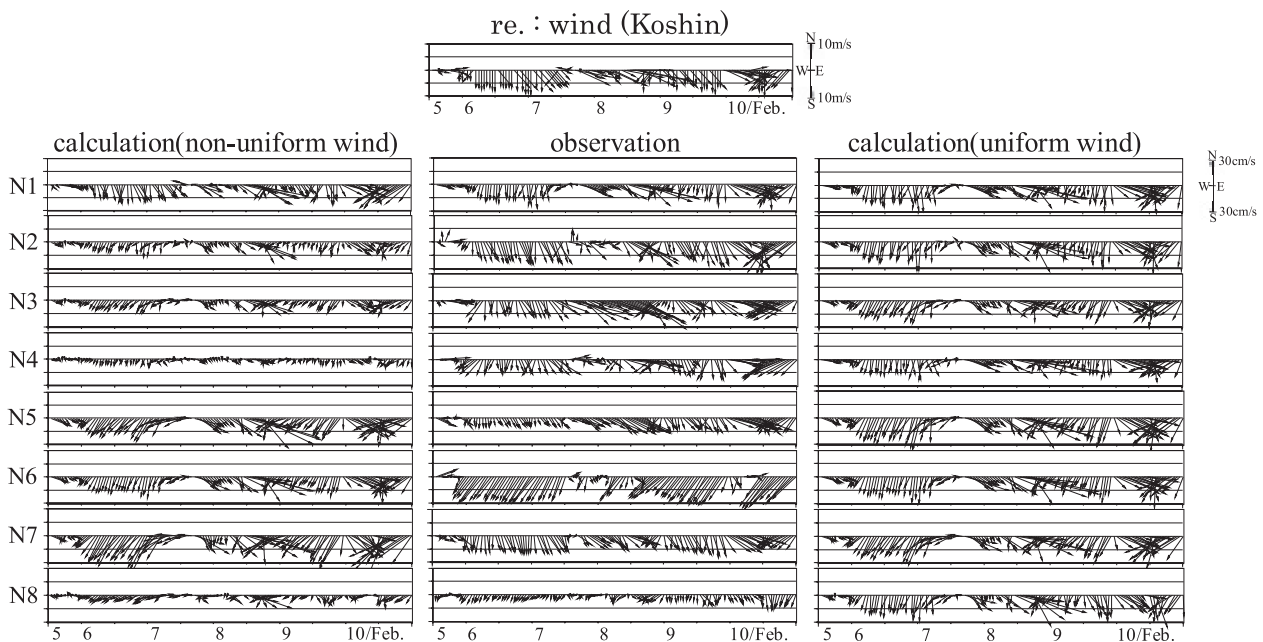 re. : wind (Koshin)
N 10m/s
W E
S 10m/s
5 6 7 8 9 10/Feb.
calculation(non-uniform wind) observation calculation(uniform wind)
N 30cm/s
W E
S 30cm/s
N1
N2
N3
N4
N5
N6
N7
N8
5 6 7 8 9 10/Feb. 5 6 7 8 9 10/Feb. 5 6 7 8 9 10/Feb.